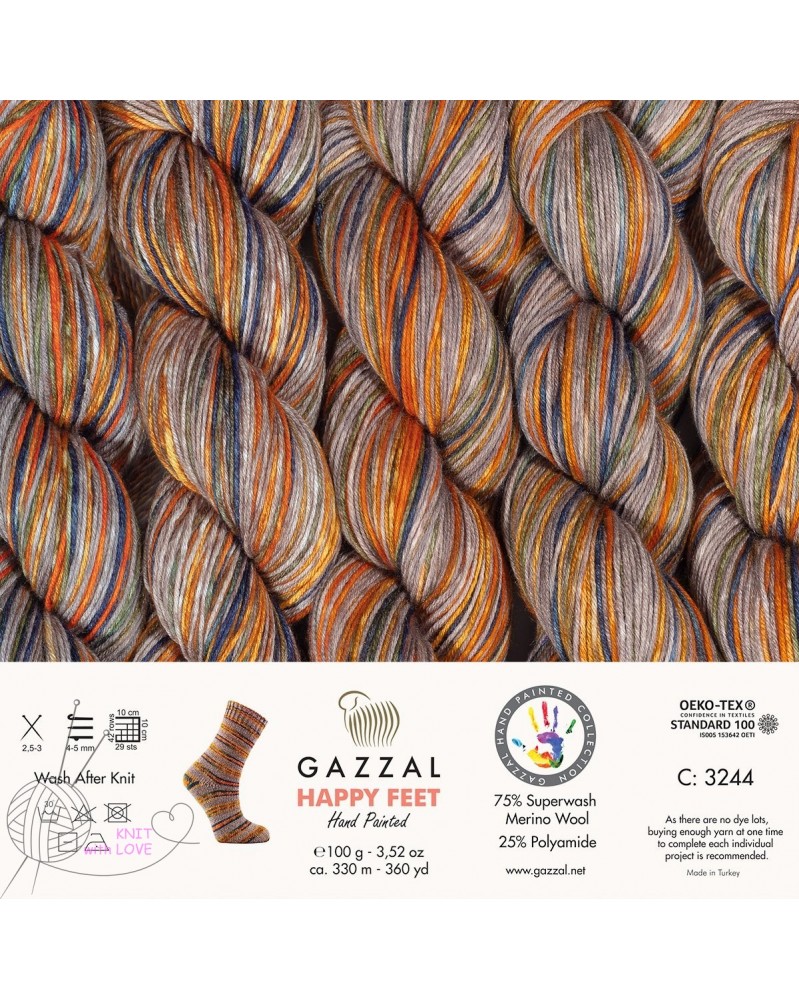 10 cm
42 rows
10 cm
2,5-3
4-5 mm
29 sts
Wash After Knit
30
KNIT
with LOVE
GAZZAL
HAPPY FEET
Hand Painted
℮100 g - 3,52 oz
ca. 330 m - 360 yd
GAZZAL HAND PAINTED COLLECTION
75% Superwash
Merino Wool
25% Polyamide
www.gazzal.net
OEKO-TEX®
CONFIDENCE IN TEXTILES
STANDARD 100
IS005 153642 OETI
C: 3244
As there are no dye lots,
buying enough yarn at one time
to complete each individual
project is recommended.
Made in Turkey